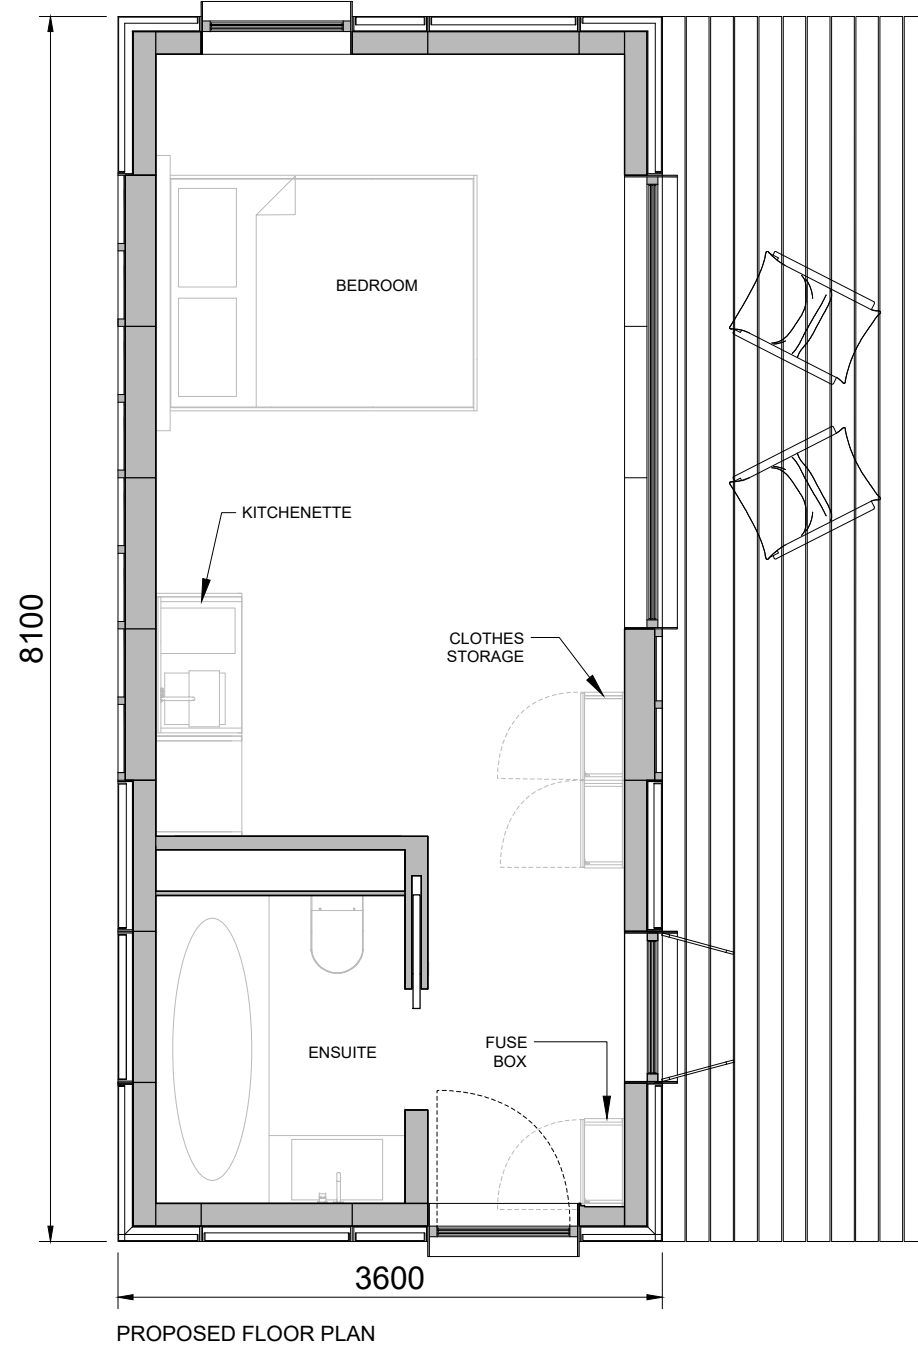 BEDROOM
KITCHENETTE
8100
CLOTHES
STORAGE
ENSUITE
FUSE
BOX
3600
PROPOSED FLOOR PLAN